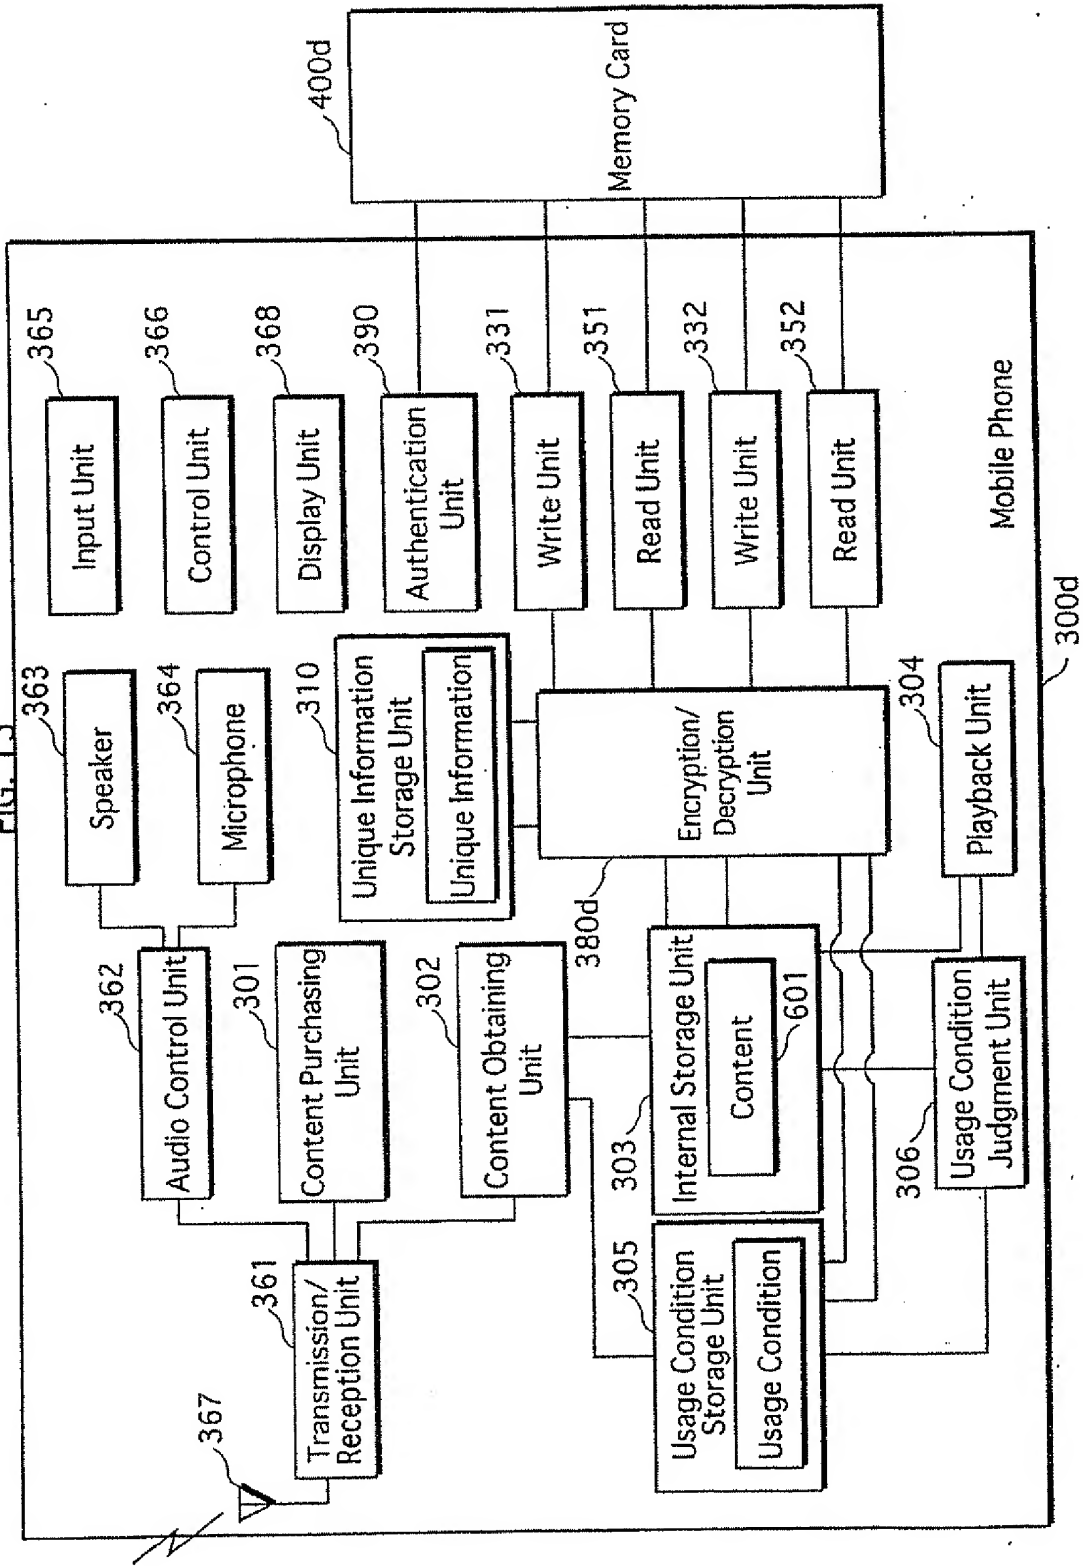 FIG. 13
367
361
Transmission/
Reception Unit
362
Audio Control Unit
363
Speaker
364
Microphone
365
Input Unit
366
Control Unit
368
Display Unit
301
Content Purchasing
Unit
302
Content Obtaining
Unit
310
Unique Information
Storage Unit
Unique Information
390
Authentication
Unit
331
Write Unit
351
Read Unit
332
Write Unit
352
Read Unit
400d
Memory Card
305
Usage Condition
Storage Unit
Usage Condition
303
Internal Storage Unit
Content
601
380d
Encryption/
Decryption
Unit
306
Usage Condition
Judgment Unit
304
Playback Unit
Mobile Phone
300d